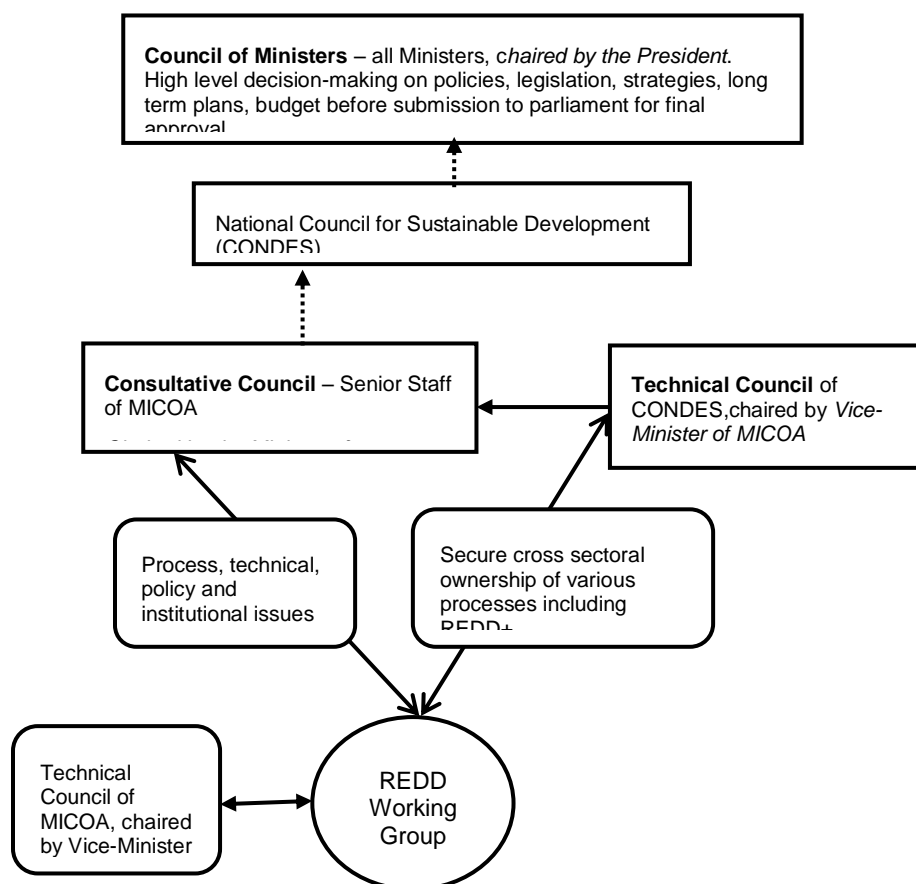 Council of Ministers – all Ministers, chaired by the President.
High level decision-making on policies, legislation, strategies, long
term plans, budget before submission to parliament for final
approval
National Council for Sustainable Development
(CONDES)
Consultative Council – Senior Staff
of MICOA
Technical Council of
CONDES,chaired by Vice-
Minister of MICOA
Process, technical,
policy and
institutional issues
Secure cross sectoral
ownership of various
processes including
REDD+
Technical
Council of
MICOA, chaired
by Vice-Minister
REDD
Working
Group